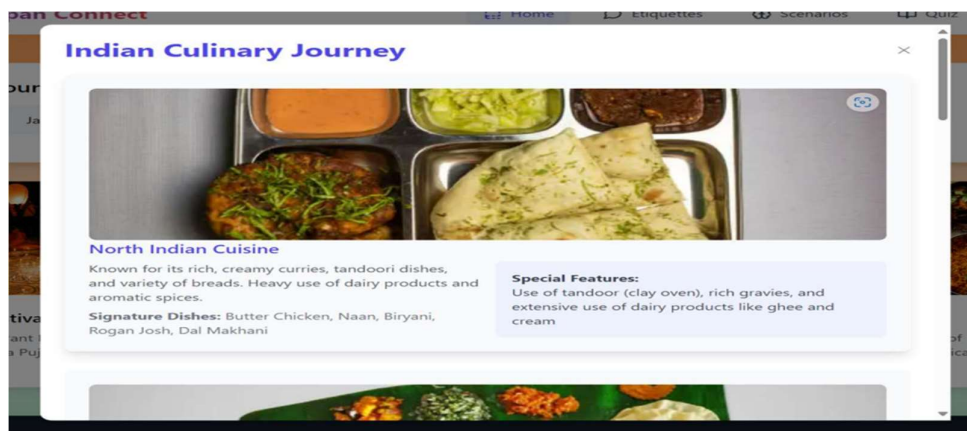 Connect
Home
Etiquettes
Scenarios
Quiz
Indian Culinary Journey
×
Ja
North Indian Cuisine
Known for its rich, creamy curries, tandoori dishes,
and variety of breads. Heavy use of dairy products and
aromatic spices.
Signature Dishes: Butter Chicken, Naan, Biryani,
Rogan Josh, Dal Makhani
Special Features:
Use of tandoor (clay oven), rich gravies, and
extensive use of dairy products like ghee and
cream